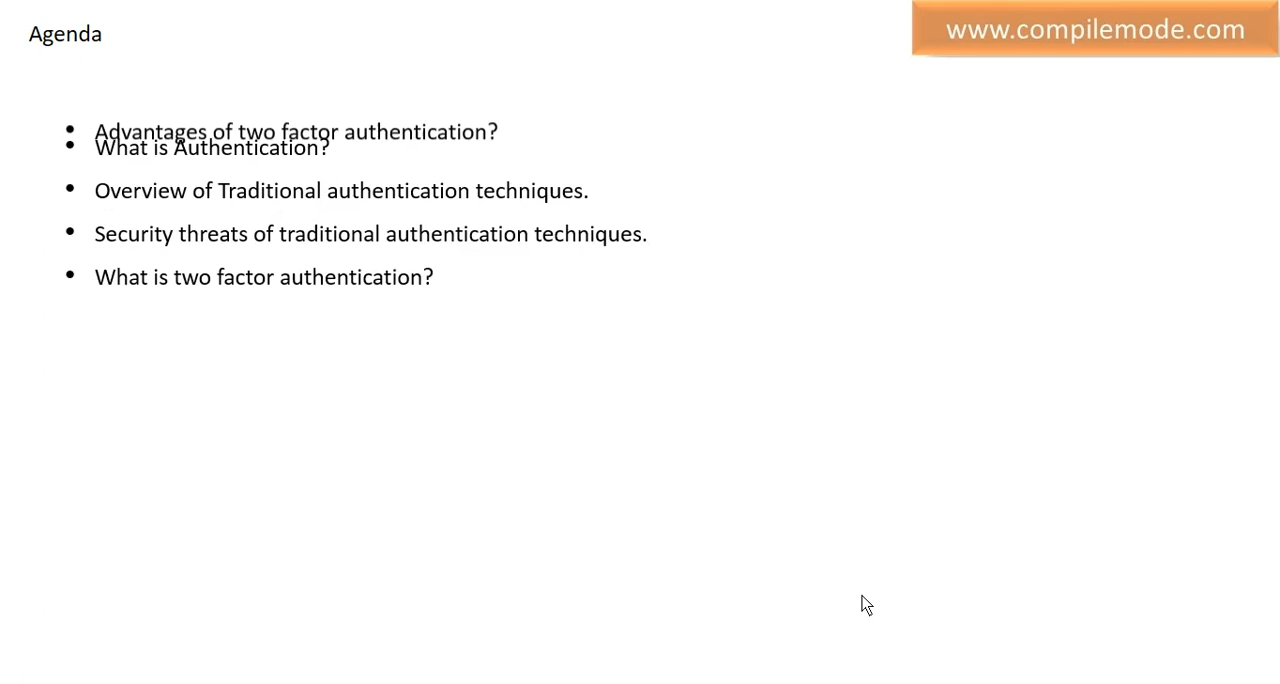 Agenda
www.compilemode.com
Advantages of two factor authentication?
What is Authentication?
Overview of Traditional authentication techniques.
Security threats of traditional authentication techniques.
What is two factor authentication?